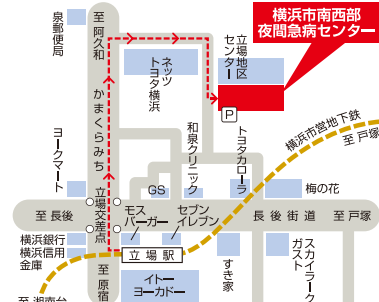 横浜市南西部
夜間急病センター
泉郵便局
至 阿久和
ネッツ
トヨタ横浜
立場地区
センター
P
かまくらみち
和泉クリニック
トヨタカローラ
横浜市営地下鉄
至 戸塚
ヨークマート
立場交差点
GS
梅の花
至 長後
モス
バーガー
セブン
イレブン
長後街道
至 戸塚
横浜銀行
横浜信用
金庫
立場駅
至 原宿
イトー
ヨーカドー
すき家
スカイラーク
ガスト
至 湘南台